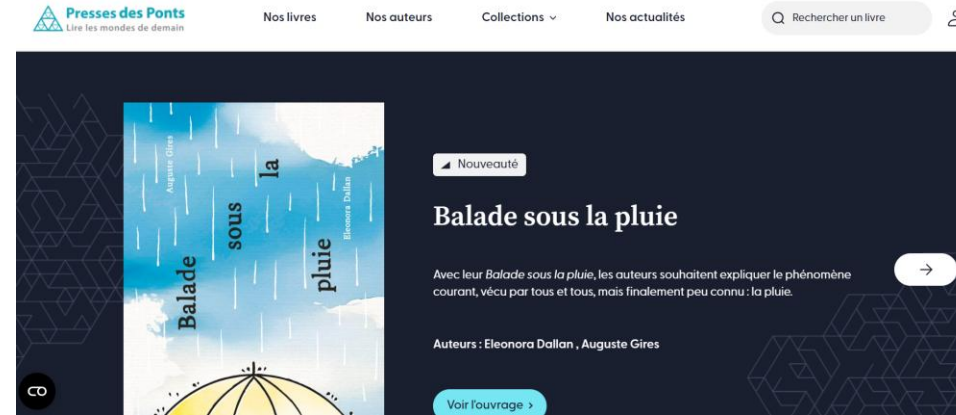 Presses des Ponts
Lire les mondes de demain
Nos livres
Nos auteurs
Collections
Nos actualités
Rechercher un livre
Auguste Gires
Eleonora Dallan
Balade
sous
la
pluie
Nouveauté
Balade sous la pluie
Avec leur Balade sous la pluie, les auteurs souhaitent expliquer le phénomène
courant, vécu par tous et tous, mais finalement peu connu : la pluie.
Auteurs : Eleonora Dallan , Auguste Gires
Voir l'ouvrage